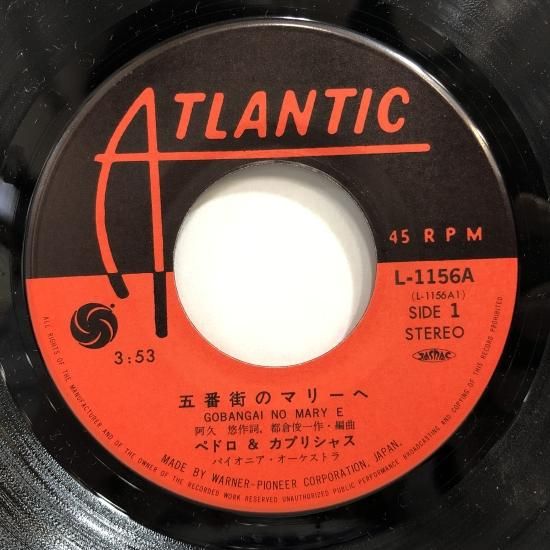 ATLANTIC
45 RPM
L-1156A
(L-1156A1)
SIDE 1
STEREO
JASRAC
3:53
五番街のマリーへ
GOBANGAI NO MARY E
阿久 悠作詞、都倉俊一作・編曲
ペドロ & カプリシャス
パイオニア・オーケストラ
MADE BY WARNER-PIONEER CORPORATION, JAPAN.
ALL RIGHTS OF THE MANUFACTURER AND OF THE OWNER OF THE RECORDED WORK RESERVED UNAUTHORIZED PUBLIC PERFORMANCE BROADCASTING AND COPYING OF THIS RECORD PROHIBITED